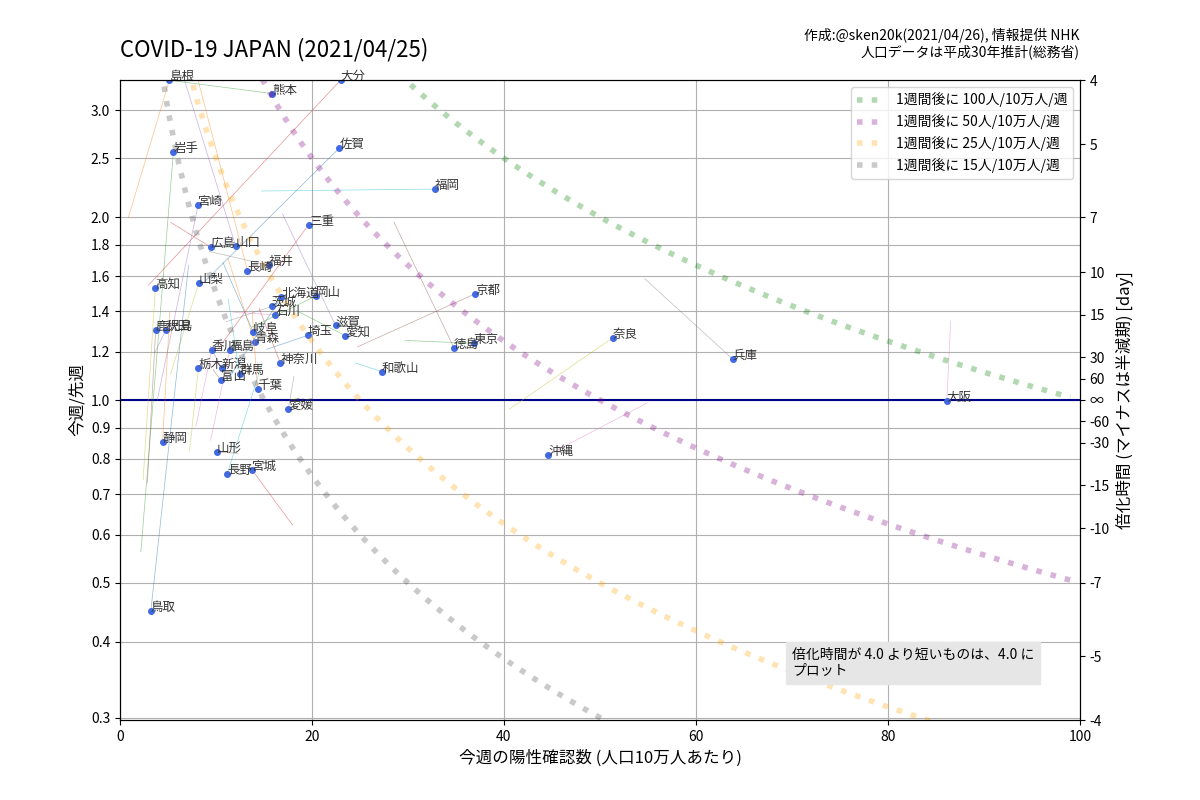 COVID-19 JAPAN (2021/04/25)
作成:@sken20k(2021/04/26), 情報提供 NHK
人口データは平成30年推計(総務省)
1週間後に 100人/10万人/週
1週間後に 50人/10万人/週
1週間後に 25人/10万人/週
1週間後に 15人/10万人/週
島根
大分
熊本
岩手
佐賀
福岡
宮崎
三重
広島
山口
福井
長崎
山梨
高知
北海道
岡山
京都
茨城
石川
滋賀
岐阜
埼玉
愛知
青森
奈良
徳島
東京
香川
福島
兵庫
神奈川
栃木
新潟
和歌山
群馬
富山
千葉
愛媛
大阪
静岡
山形
沖縄
長野
宮城
鳥取
倍化時間が 4.0 より短いものは、4.0 に
プロット
3.0
2.5
2.0
1.8
1.6
1.4
1.2
1.0
0.9
0.8
0.7
0.6
0.5
0.4
0.3
今週/先週
4
5
7
10
15
30
60
∞
-60
-30
-15
-10
-7
-5
-4
倍化時間 (マイナスは半減期) [day]
0
20
40
60
80
100
今週の陽性確認数 (人口10万人あたり)